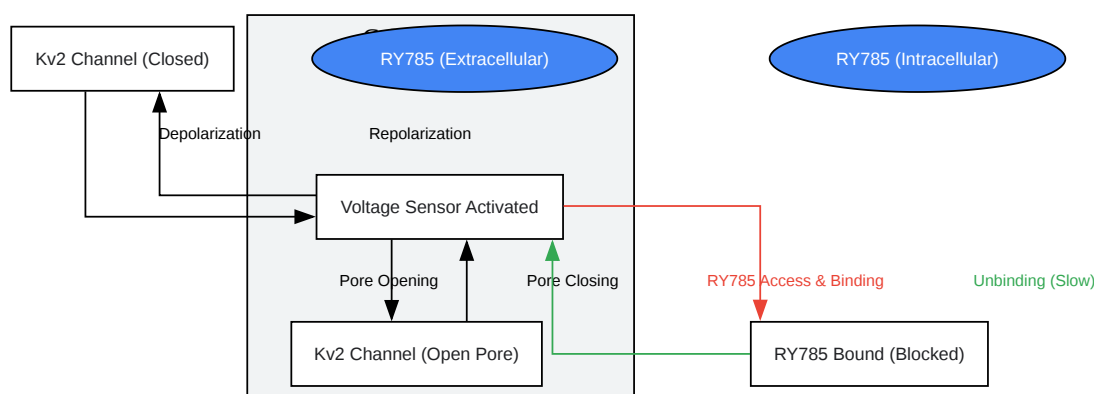 Kv2 Channel (Closed)
RY785 (Extracellular)
RY785 (Intracellular)
Depolarization
Repolarization
Voltage Sensor Activated
Pore Opening
Pore Closing
RY785 Access & Binding
Unbinding (Slow)
Kv2 Channel (Open Pore)
RY785 Bound (Blocked)